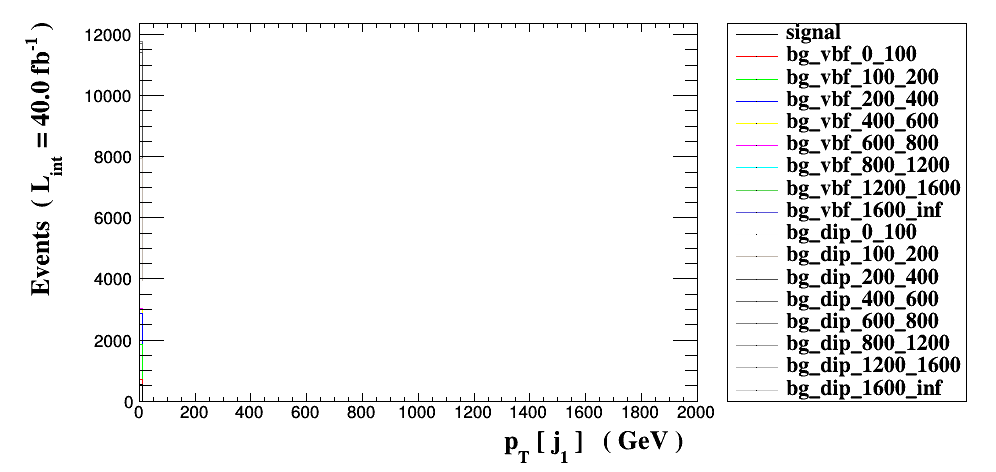 12000
10000
8000
6000
4000
2000
0
0 200 400 600 800 1000 1200 1400 1600 1800 2000
Events ( L_int = 40.0 fb^-1 )
p_T [ j_1 ] ( GeV )
signal
bg_vbf_0_100
bg_vbf_100_200
bg_vbf_200_400
bg_vbf_400_600
bg_vbf_600_800
bg_vbf_800_1200
bg_vbf_1200_1600
bg_vbf_1600_inf
bg_dip_0_100
bg_dip_100_200
bg_dip_200_400
bg_dip_400_600
bg_dip_600_800
bg_dip_800_1200
bg_dip_1200_1600
bg_dip_1600_inf